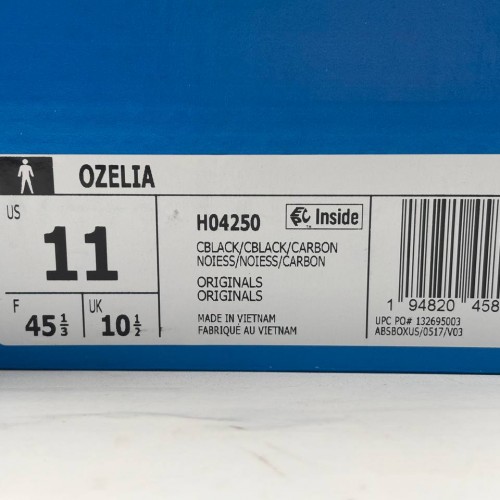 OZELIA
US
11
F
45 1/3
UK
10 1/2
H04250
EC Inside
CBLACK/CBLACK/CARBON
NOIESS/NOIESS/CARBON
ORIGINALS
ORIGINALS
MADE IN VIETNAM
FABRIQUÉ AU VIETNAM
1 94820 458
UPC PO# 132695003
ABSBOXUS/0517/V03